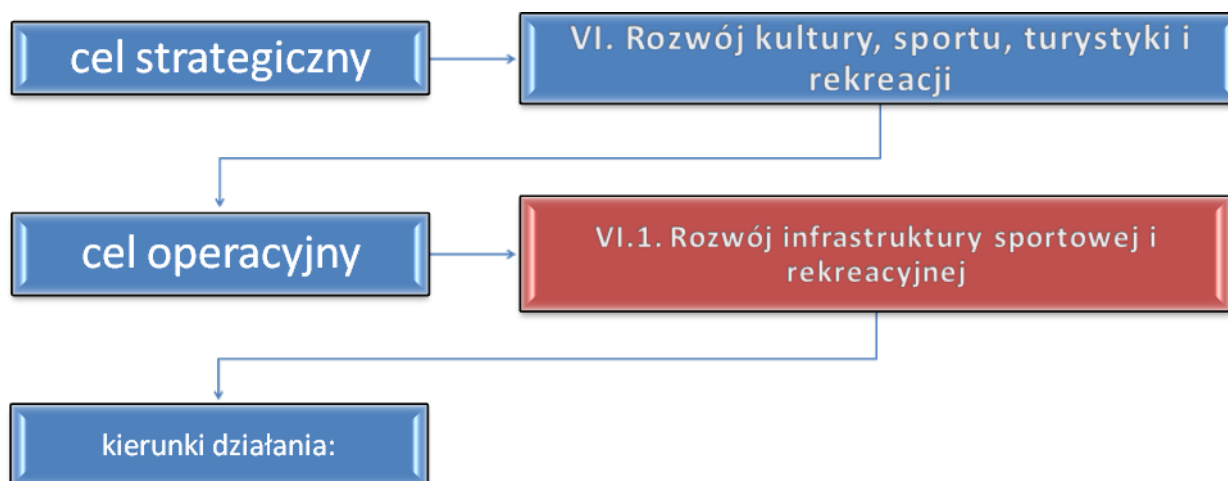 cel strategiczny
VI. Rozwój kultury, sportu, turystyki i
rekreacji
cel operacyjny
VI.1. Rozwój infrastruktury sportowej i
rekreacyjnej
kierunki działania: